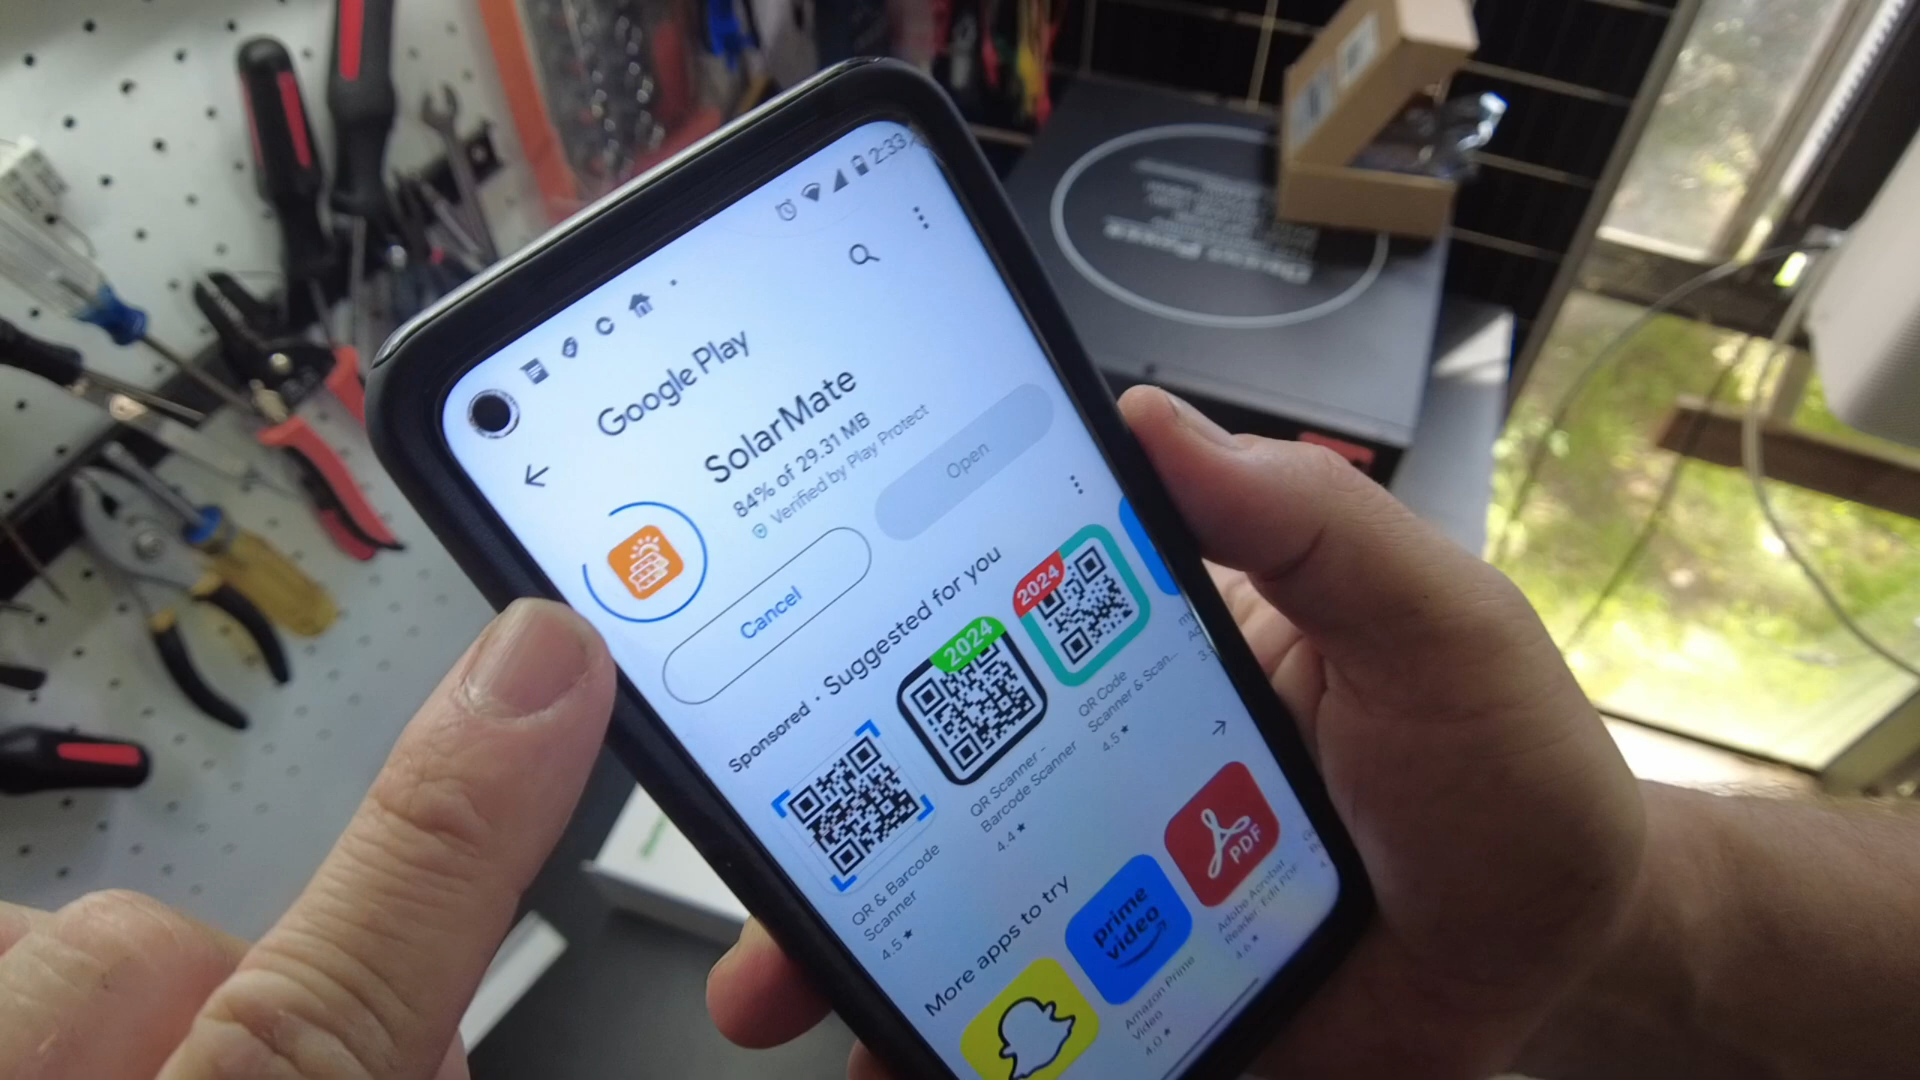 2:33
Google Play
SolarMate
84% of 29.31 MB
Verified by Play Protect
Cancel
Open
Sponsored · Suggested for you
QR & Barcode
Scanner
4.5★
2024
QR Scanner -
Barcode Scanner
4.4★
2024
QR Code
Scanner & Scan...
4.5★
More apps to try
prime
video
Amazon Prime
Video
4.0★
PDF
Adobe Acrobat
Reader: Edit PDF
4.6★